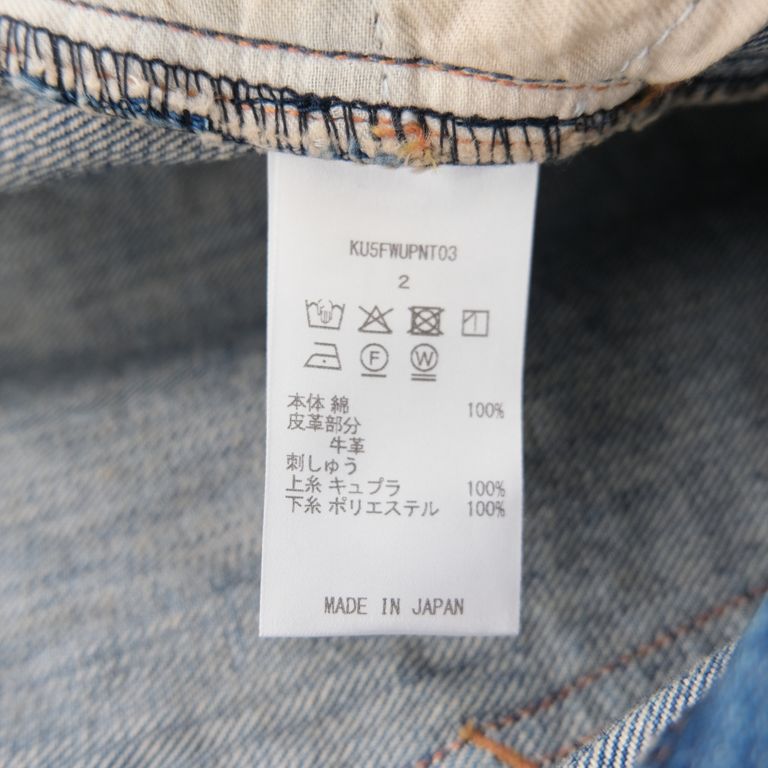 KU5FWUPNT03
2
F W
本体 綿 100%
皮革部分
牛革
刺しゅう
上糸 キュプラ 100%
下糸 ポリエステル 100%
MADE IN JAPAN